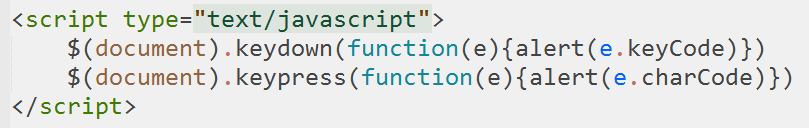 <script type="text/javascript">
    $(document).keydown(function(e){alert(e.keyCode)})
    $(document).keypress(function(e){alert(e.charCode)})
</script>